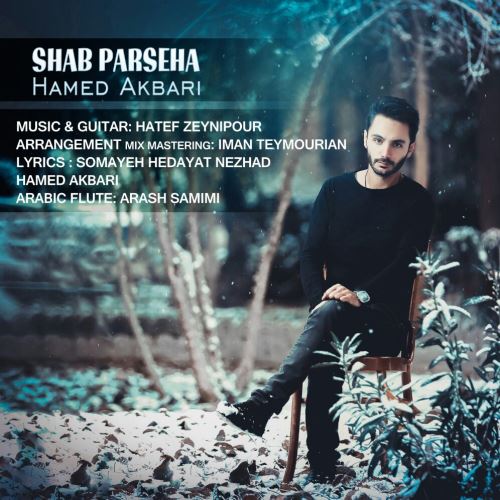 SHAB PARSEHA
HAMED AKBARI
MUSIC & GUITAR: HATEF ZEYNIPOUR
ARRANGEMENT MIX MASTERING: IMAN TEYMOURIAN
LYRICS : SOMAYEH HEDAYAT NEZHAD
HAMED AKBARI
ARABIC FLUTE: ARASH SAMIMI